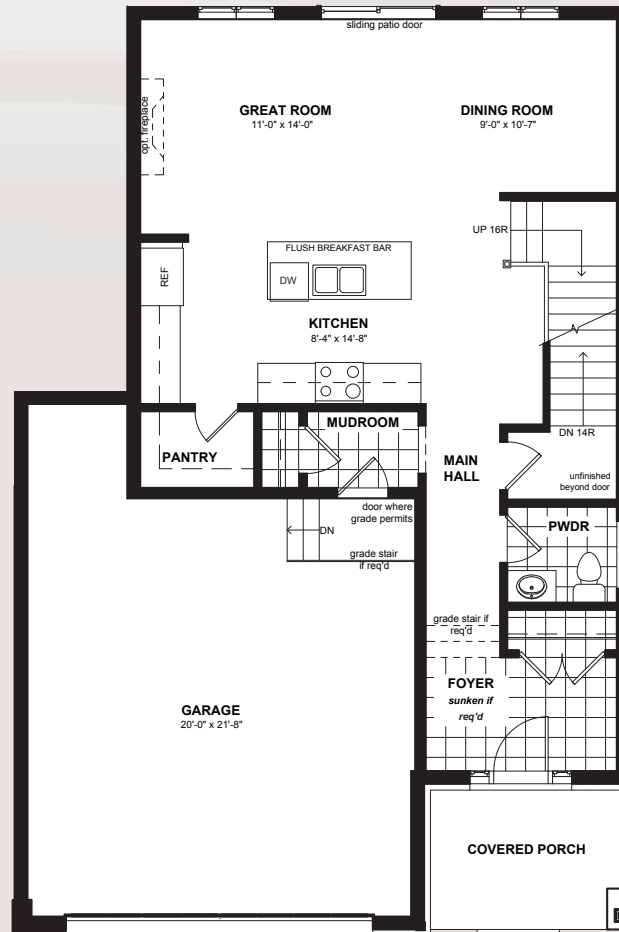 sliding patio door
GREAT ROOM
11'-0" x 14'-0"
DINING ROOM
9'-0" x 10'-7"
opt. fireplace
UP 16R
FLUSH BREAKFAST BAR
REF
DW
KITCHEN
8'-4" x 14'-8"
MUDROOM
PANTRY
MAIN
HALL
DN 14R
unfinished
beyond door
door where
grade permits
DN
grade stair
if req'd
PWDR
grade stair if
req'd
FOYER
sunken if
req'd
GARAGE
20'-0" x 21'-8"
COVERED PORCH